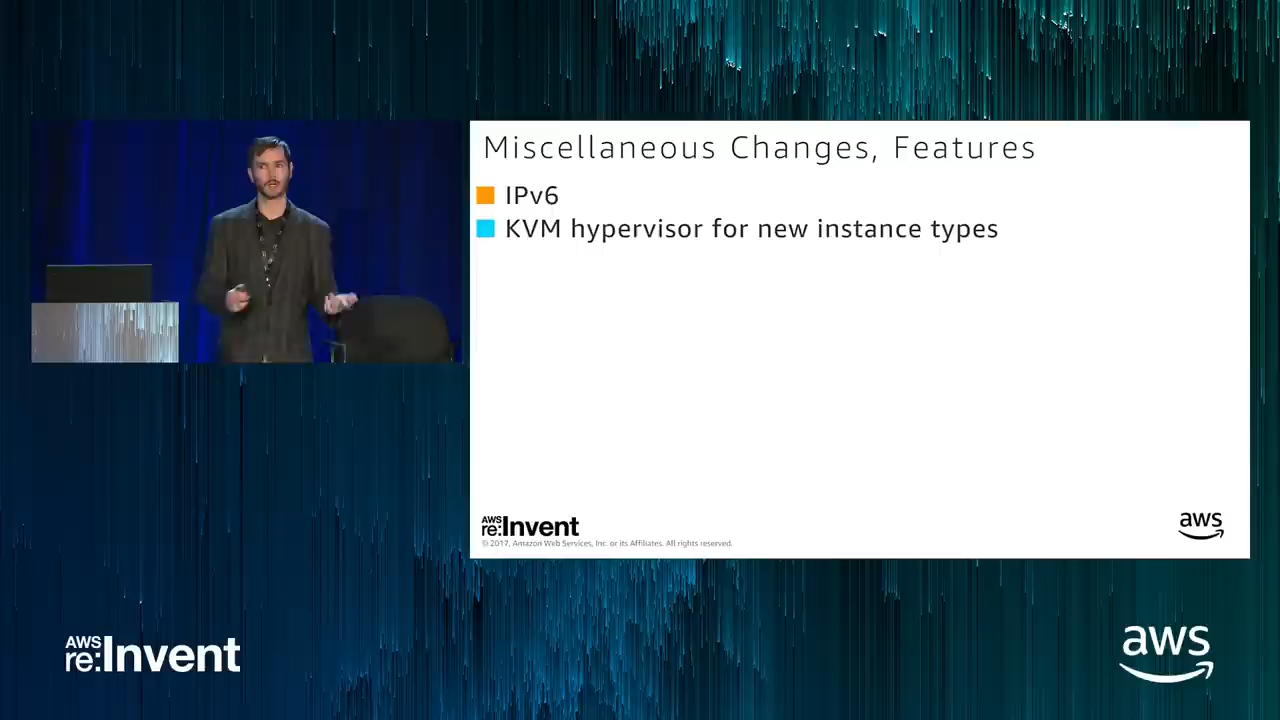 Miscellaneous Changes, Features
IPv6
KVM hypervisor for new instance types
AWS
re:Invent
© 2017, Amazon Web Services, Inc. or its Affiliates. All rights reserved.
aws
AWS
re:Invent
aws